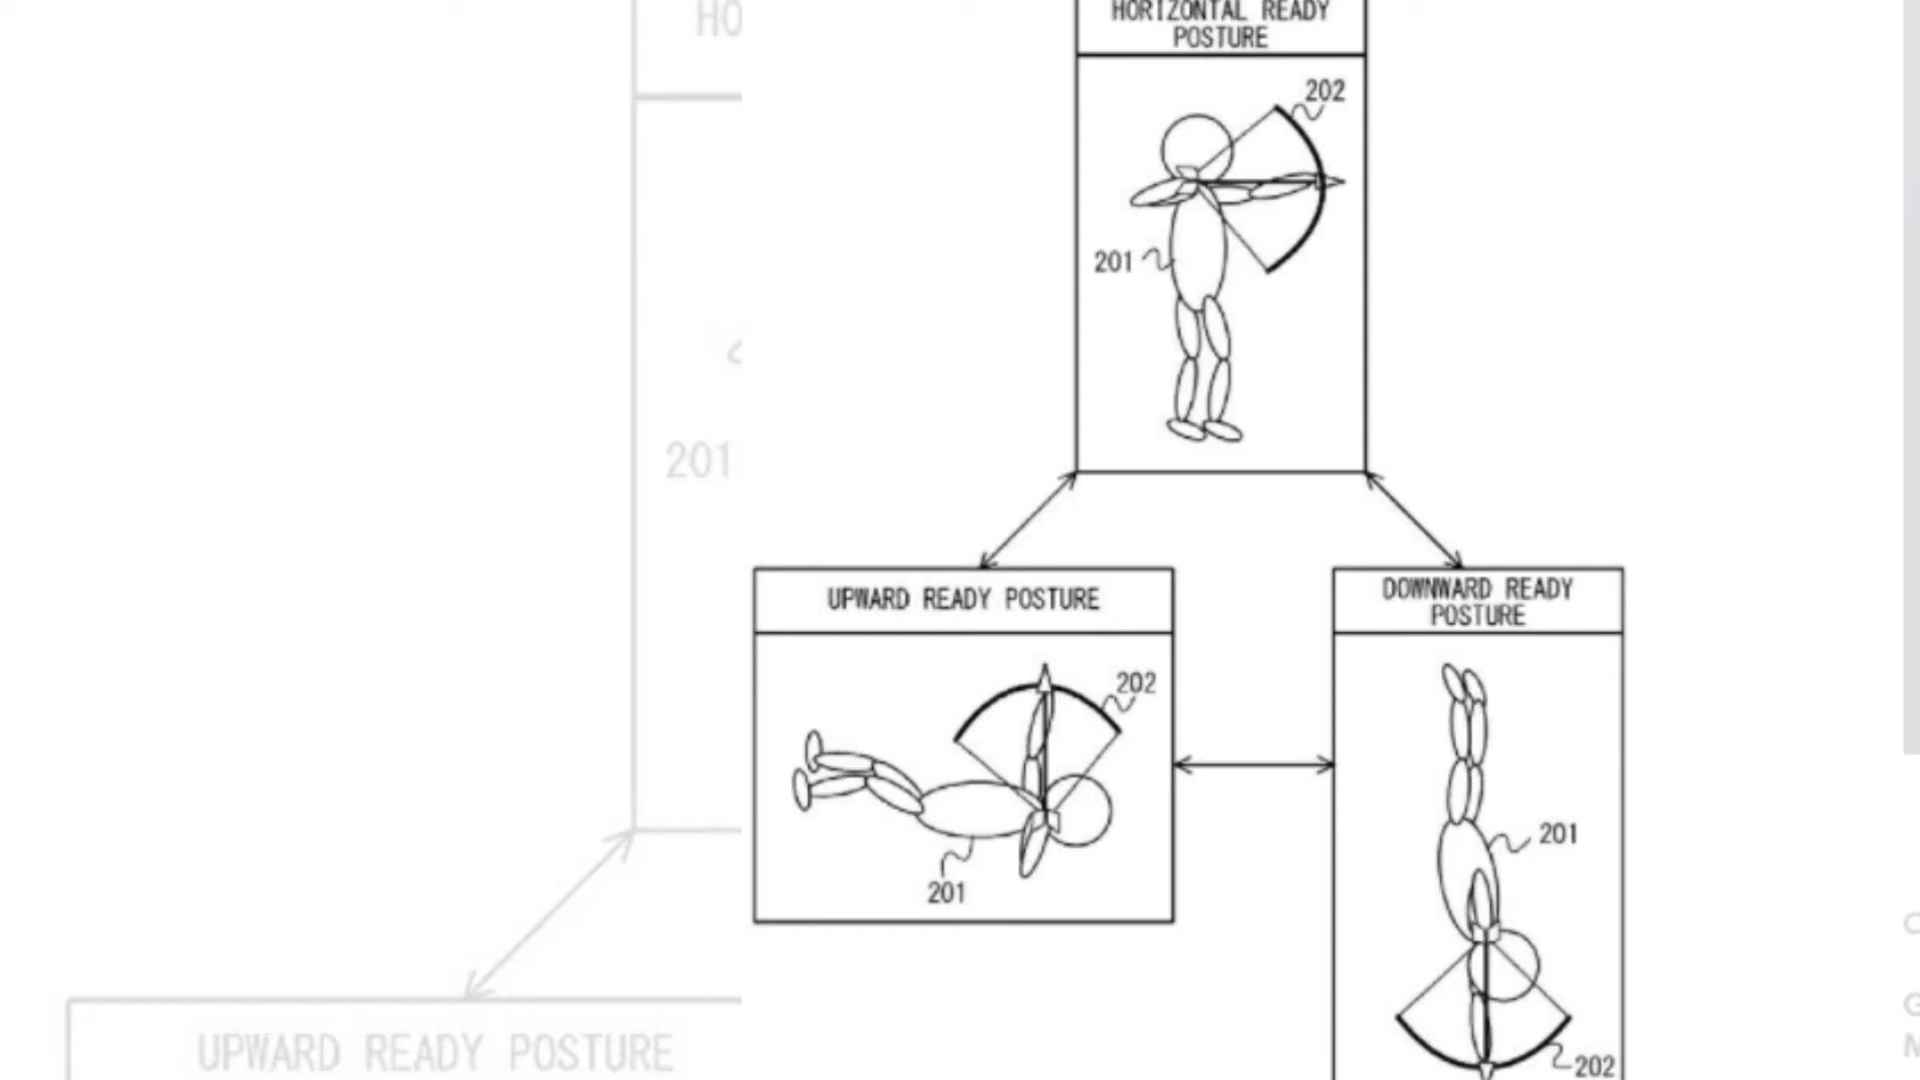 HO
HORIZONTAL READY
POSTURE
202
201
201
UPWARD READY POSTURE
202
201
DOWNWARD READY
POSTURE
201
202
UPWARD READY POSTURE
C
G
M